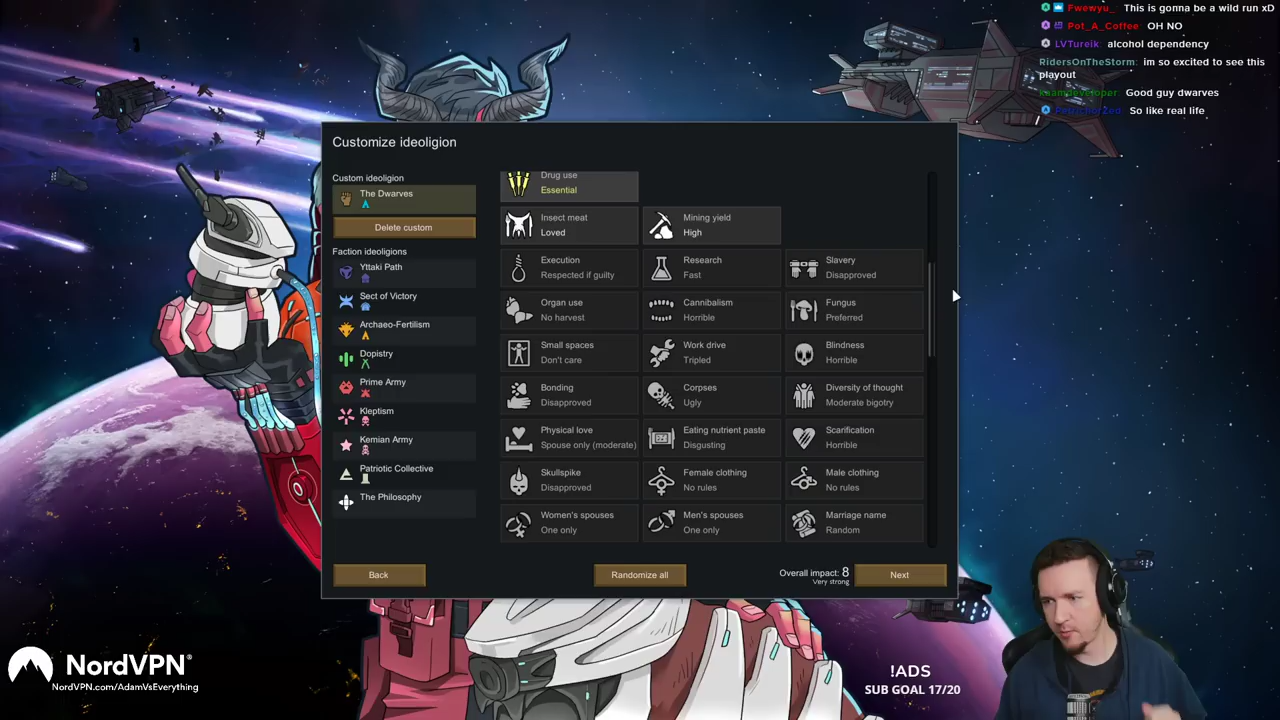 Fwewyu_: This is gonna be a wild run xD
Pot_A_Coffee: OH NO
LVTureik: alcohol dependency
RidersOnTheStorm: im so excited to see this
playout
kaamdeveloper: Good guy dwarves
So like real life
Customize ideoligion
Custom ideoligion
The Dwarves
Delete custom
Faction ideoligions
Yttaki Path
Sect of Victory
Archaeo-Fertilism
Dopistry
Prime Army
Kleptism
Kemian Army
Patriotic Collective
The Philosophy
Drug use
Essential
Insect meat
Loved
Mining yield
High
Execution
Respected if guilty
Research
Fast
Slavery
Disapproved
Organ use
No harvest
Cannibalism
Horrible
Fungus
Preferred
Small spaces
Don't care
Work drive
Tripled
Blindness
Horrible
Bonding
Disapproved
Corpses
Ugly
Diversity of thought
Moderate bigotry
Physical love
Spouse only (moderate)
Eating nutrient paste
Disgusting
Scarification
Horrible
Skullspike
Disapproved
Female clothing
No rules
Male clothing
No rules
Women's spouses
One only
Men's spouses
One only
Marriage name
Random
Back
Randomize all
Overall impact: 8
Very strong
Next
NordVPN®
NordVPN.com/AdamVsEverything
!ADS
SUB GOAL 17/20